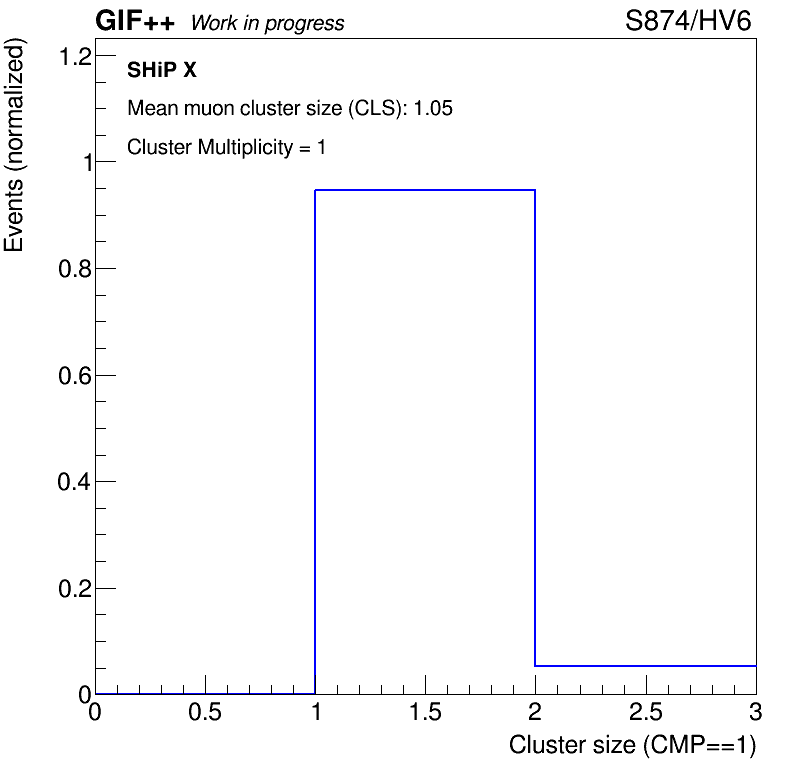 GIF++ Work in progress S874/HV6
SHiP X
Mean muon cluster size (CLS): 1.05
Cluster Multiplicity = 1
Events (normalized)
1.2
1
0.8
0.6
0.4
0.2
0
0 0.5 1 1.5 2 2.5 3
Cluster size (CMP==1)